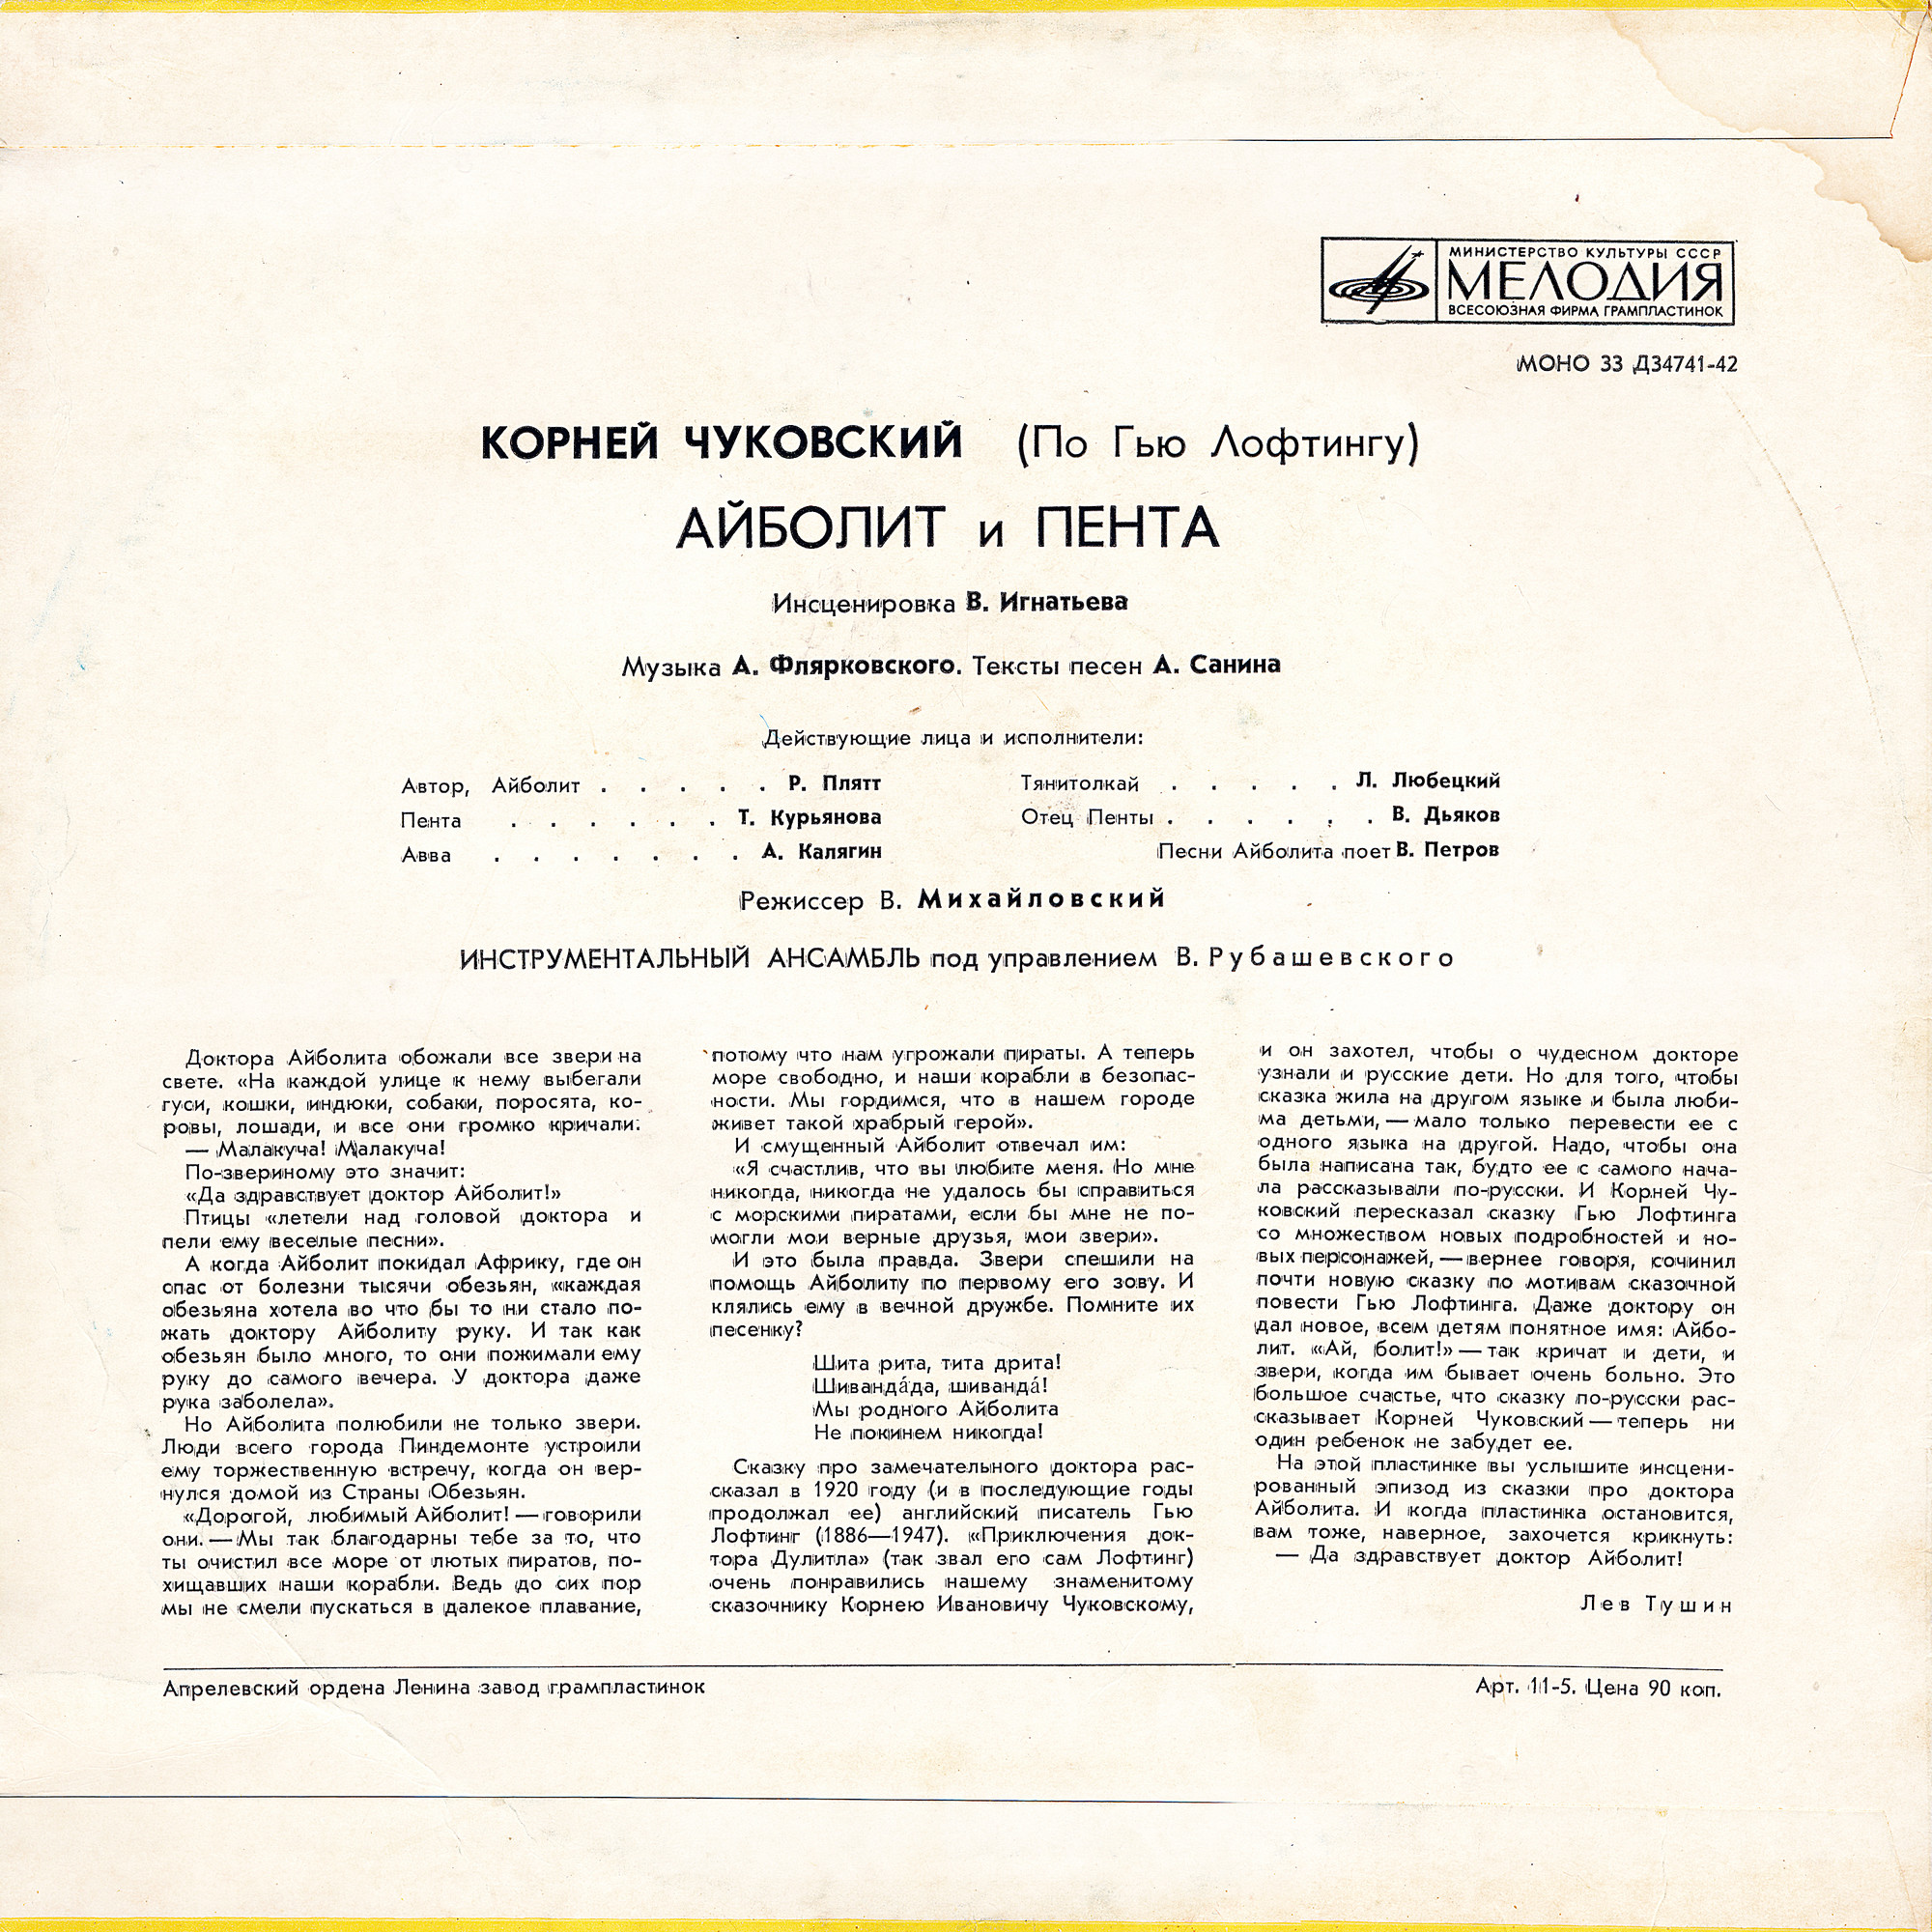 МИНИСТЕРСТВО КУЛЬТУРЫ СССР
МЕЛОДИЯ
ВСЕСОЮЗНАЯ ФИРМА ГРАМПЛАСТИНОК
МОНО 33 Д34741-42
КОРНЕЙ ЧУКОВСКИЙ (По Гью Лофтингу)
АЙБОЛИТ и ПЕНТА
Инсценировка В. Игнатьева
Музыка А. Флярковского. Тексты песен А. Санина
Действующие лица и исполнители:
Автор, Айболит . . . . . Р. Плятт
Пента . . . . . . Т. Курьянова
Авва . . . . . . . А. Калягин
Тянитолкай . . . . . Л. Любецкий
Отец Пенты . . . . . . В. Дьяков
Песни Айболита поет В. Петров
Режиссер В. Михайловский
ИНСТРУМЕНТАЛЬНЫЙ АНСАМБЛЬ под управлением В. Рубашевского
Доктора Айболита обожали все звери на
свете. «На каждой улице к нему выбегали
гуси, кошки, индюки, собаки, поросята, ко-
ровы, лошади, и все они громко кричали:
— Малакуча! Малакуча!
По-звериному это значит:
«Да здравствует доктор Айболит!»
Птицы «летели над головой доктора и
пели ему веселые песни».
А когда Айболит покидал Африку, где он
спас от болезни тысячи обезьян, «каждая
обезьяна хотела во что бы то ни стало по-
жать доктору Айболиту руку. И так как
обезьян было много, то они пожимали ему
руку до самого вечера. У доктора даже
рука заболела».
Но Айболита полюбили не только звери.
Люди всего города Пиндемонте устроили
ему торжественную встречу, когда он вер-
нулся домой из Страны Обезьян.
«Дорогой, любимый Айболит! — говорили
они. — Мы так благодарны тебе за то, что
ты очистил все море от лютых пиратов, по-
хищавших наши корабли. Ведь до сих пор
мы не смели пускаться в далекое плавание,
потому что нам угрожали пираты. А теперь
море свободно, и наши корабли в безопас-
ности. Мы гордимся, что в нашем городе
живет такой храбрый герой».
И смущенный Айболит отвечал им:
«Я счастлив, что вы любите меня. Но мне
никогда, никогда не удалось бы справиться
с морскими пиратами, если бы мне не по-
могли мои верные друзья, мои звери».
И это была правда. Звери спешили на
помощь Айболиту по первому его зову. И
клялись ему в вечной дружбе. Помните их
песенку?
Шита рита, тита дрита!
Шиванда́да, шиванда́!
Мы родного Айболита
Не покинем никогда!
Сказку про замечательного доктора рас-
сказал в 1920 году (и в последующие годы
продолжал ее) английский писатель Гью
Лофтинг (1886—1947). «Приключения док-
тора Дулитла» (так звал его сам Лофтинг)
очень понравились нашему знаменитому
сказочнику Корнею Ивановичу Чуковскому,
и он захотел, чтобы о чудесном докторе
узнали и русские дети. Но для того, чтобы
сказка жила на другом языке и была люби-
ма детьми, — мало только перевести ее с
одного языка на другой. Надо, чтобы она
была написана так, будто ее с самого нача-
ла рассказывали по-русски. И Корней Чу-
ковский пересказал сказку Гью Лофтинга
со множеством новых подробностей и но-
вых персонажей, — вернее говоря, сочинил
почти новую сказку по мотивам сказочной
повести Гью Лофтинга. Даже доктору он
дал новое, всем детям понятное имя: Айбо-
лит. «Ай, болит!» — так кричат и дети, и
звери, когда им бывает очень больно. Это
большое счастье, что сказку по-русски рас-
сказывает Корней Чуковский — теперь ни
один ребенок не забудет ее.
На этой пластинке вы услышите инсцени-
рованный эпизод из сказки про доктора
Айболита. И когда пластинка остановится,
вам тоже, наверное, захочется крикнуть:
— Да здравствует доктор Айболит!
Лев Тушин
Апрелевский ордена Ленина завод грампластинок
Арт. 11-5. Цена 90 коп.